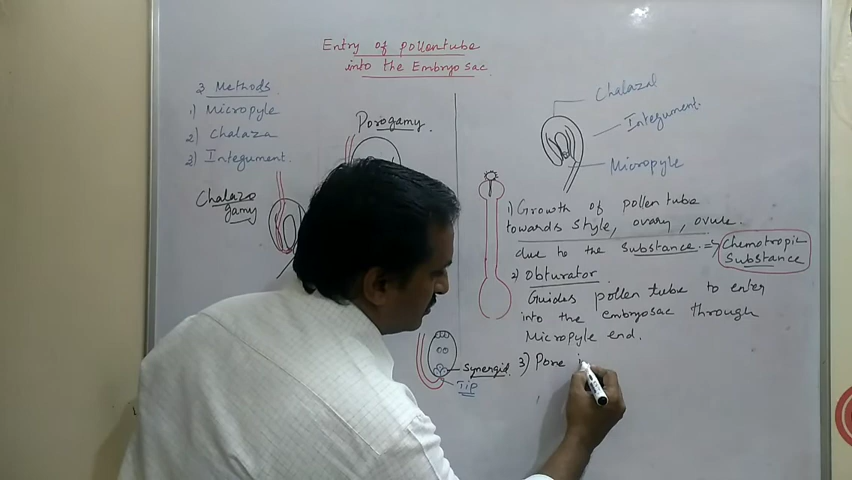 Entry of pollentube
into the Embryosac
3 Methods
1) Micropyle
2) Chalaza
3) Integument.
Porogamy.
Chalazo
gamy
Synergid.
Tip
Chalazal
Integument.
Micropyle
1) Growth of pollen tube
towards style, ovary, ovule.
due to the substance. => Chemotropic
Substance
2) Obturator.
Guides pollen tube to enter
into the embryosac through
Micropyle end.
3) Pore i